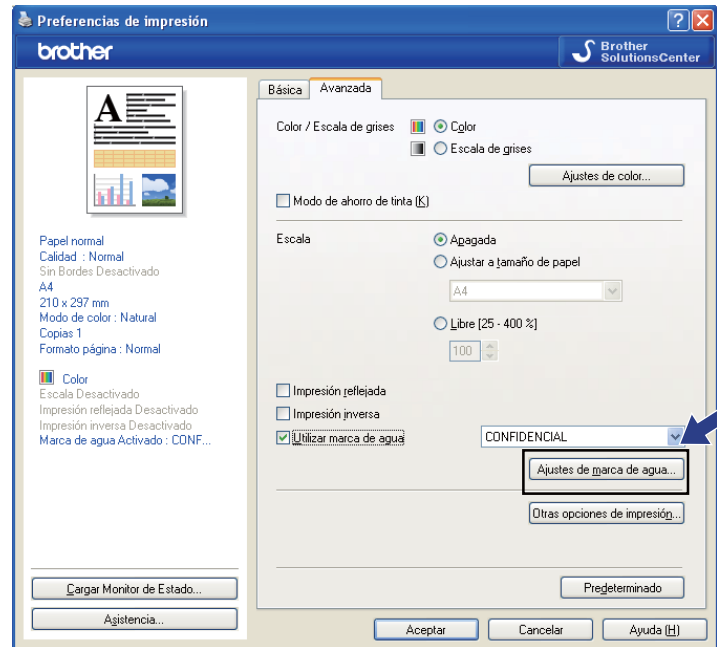 Preferencias de impresión
brother
Brother
SolutionsCenter
Básica
Avanzada
A
Papel normal
Calidad : Normal
Sin Bordes Desactivado
A4
210 x 297 mm
Modo de color : Natural
Copias 1
Formato página : Normal
Color
Escala Desactivado
Impresión reflejada Desactivado
Impresión inversa Desactivado
Marca de agua Activado : CONF...
Cargar Monitor de Estado...
Asistencia...
Color / Escala de grises
Color
Escala de grises
Ajustes de color...
Modo de ahorro de tinta (K)
Escala
Apagada
Ajustar a tamaño de papel
A4
Libre [25 - 400 %]
100
Impresión reflejada
Impresión inversa
Utilizar marca de agua
CONFIDENCIAL
Ajustes de marca de agua...
Otras opciones de impresión...
Predeterminado
Aceptar
Cancelar
Ayuda (H)